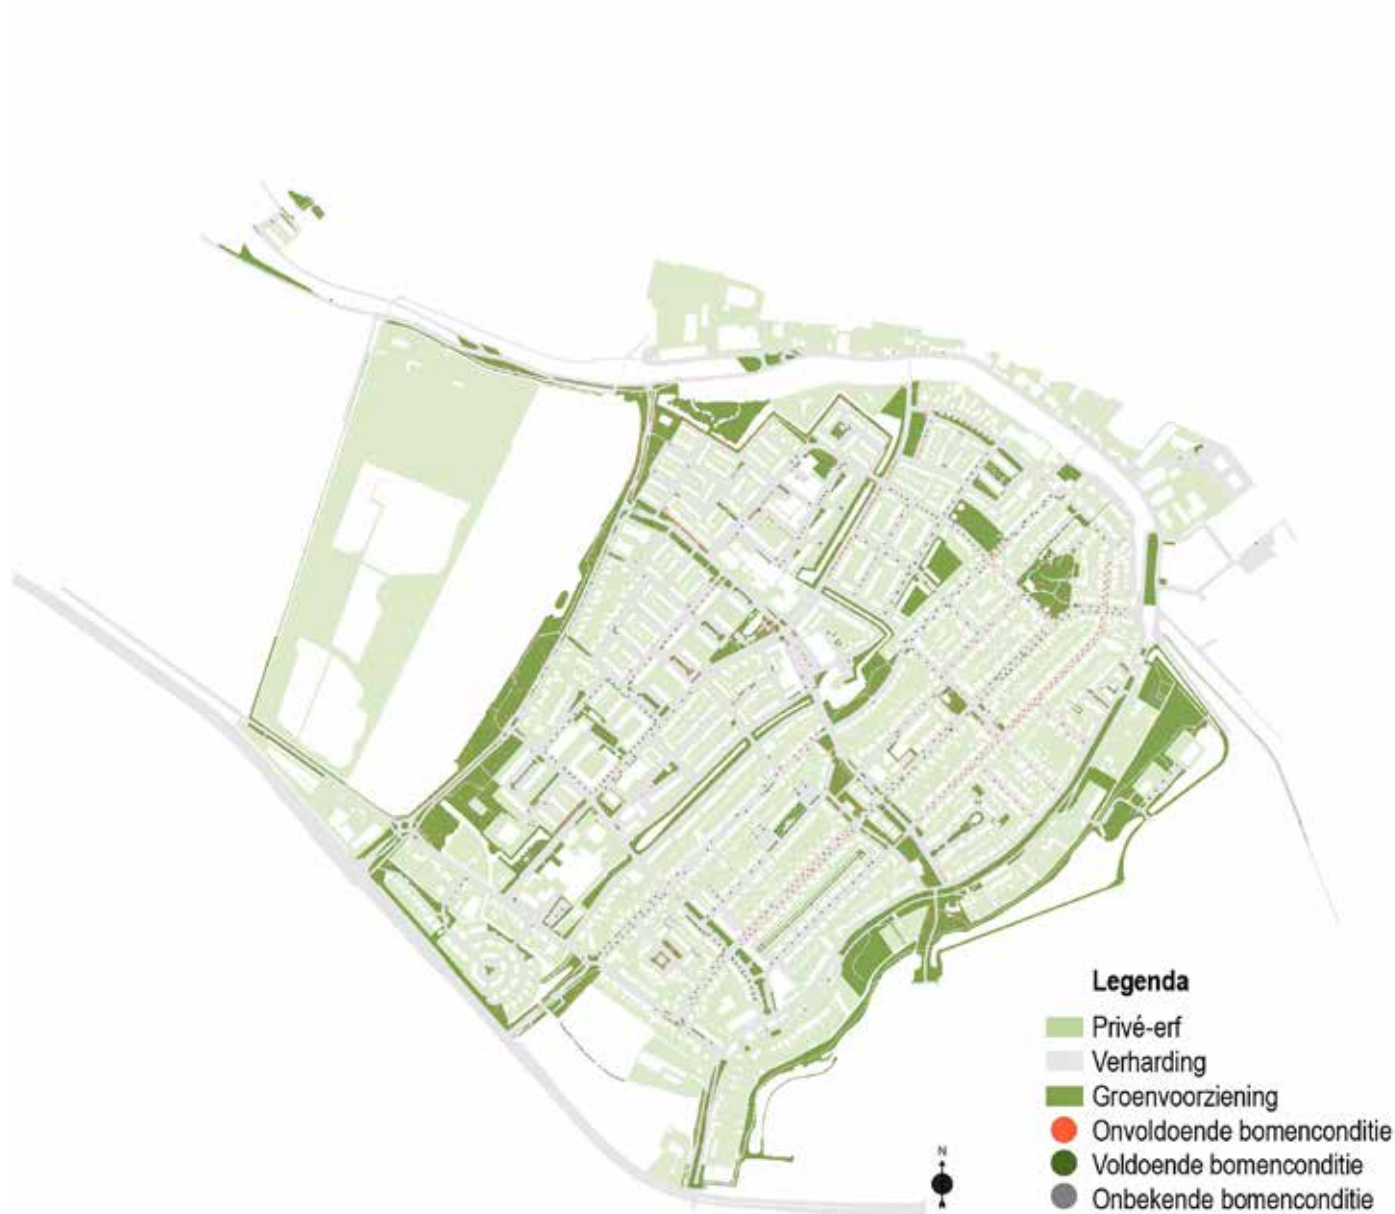 N
Legenda
Privé-erf
Verharding
Groenvoorziening
Onvoldoende bomenconditie
Voldoende bomenconditie
Onbekende bomenconditie